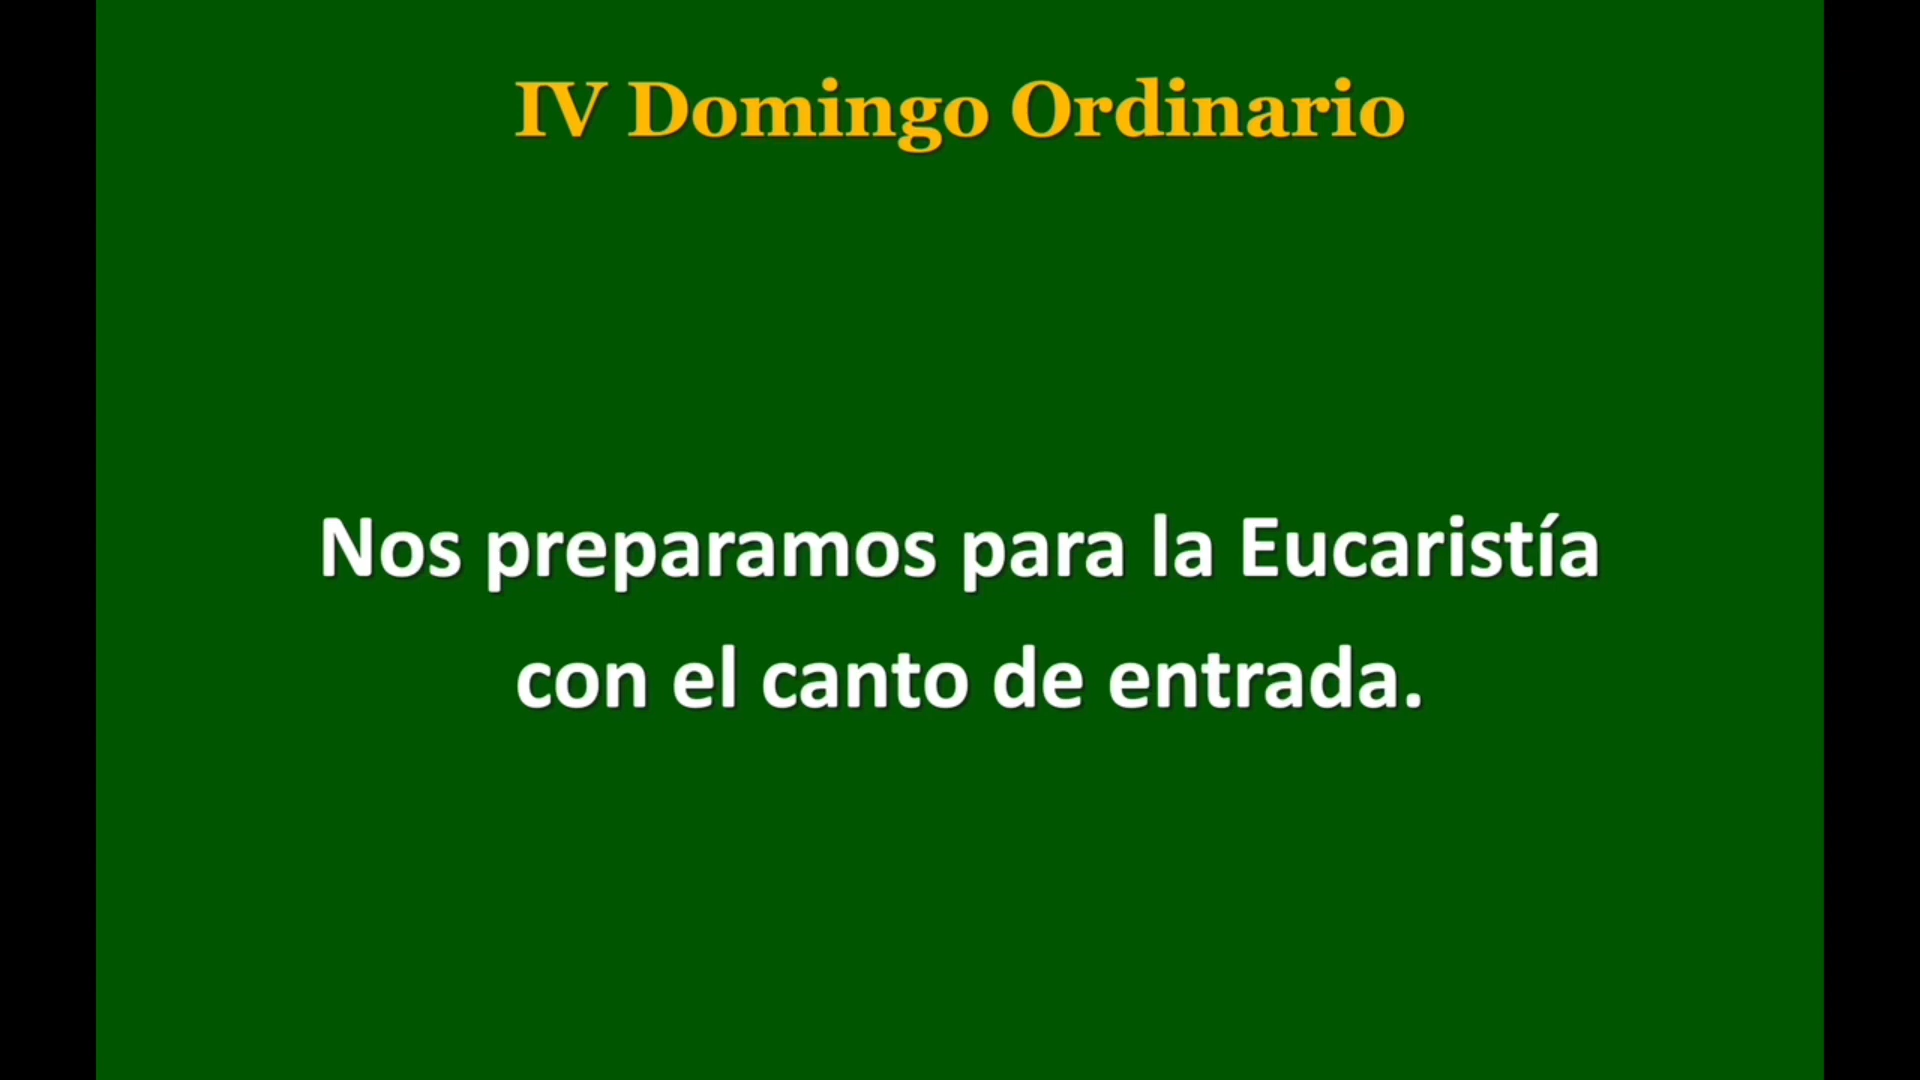 IV Domingo Ordinario
Nos preparamos para la Eucaristía
con el canto de entrada.